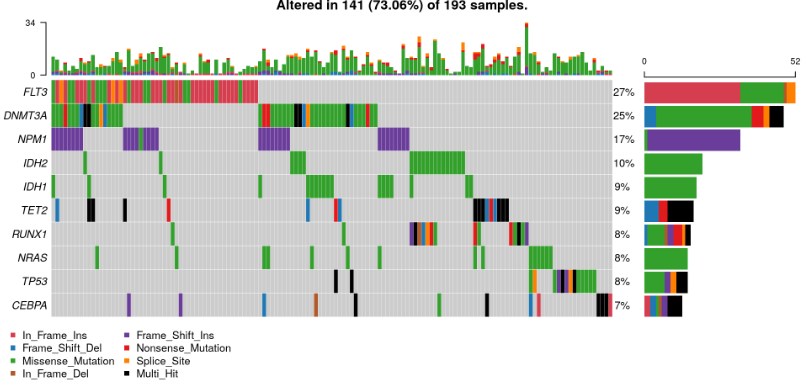 Altered in 141 (73.06%) of 193 samples.
34
0
0 52
FLT3 27%
DNMT3A 25%
NPM1 17%
IDH2 10%
IDH1 9%
TET2 9%
RUNX1 8%
NRAS 8%
TP53 8%
CEBPA 7%
In_Frame_Ins Frame_Shift_Ins
Frame_Shift_Del Nonsense_Mutation
Missense_Mutation Splice_Site
In_Frame_Del Multi_Hit